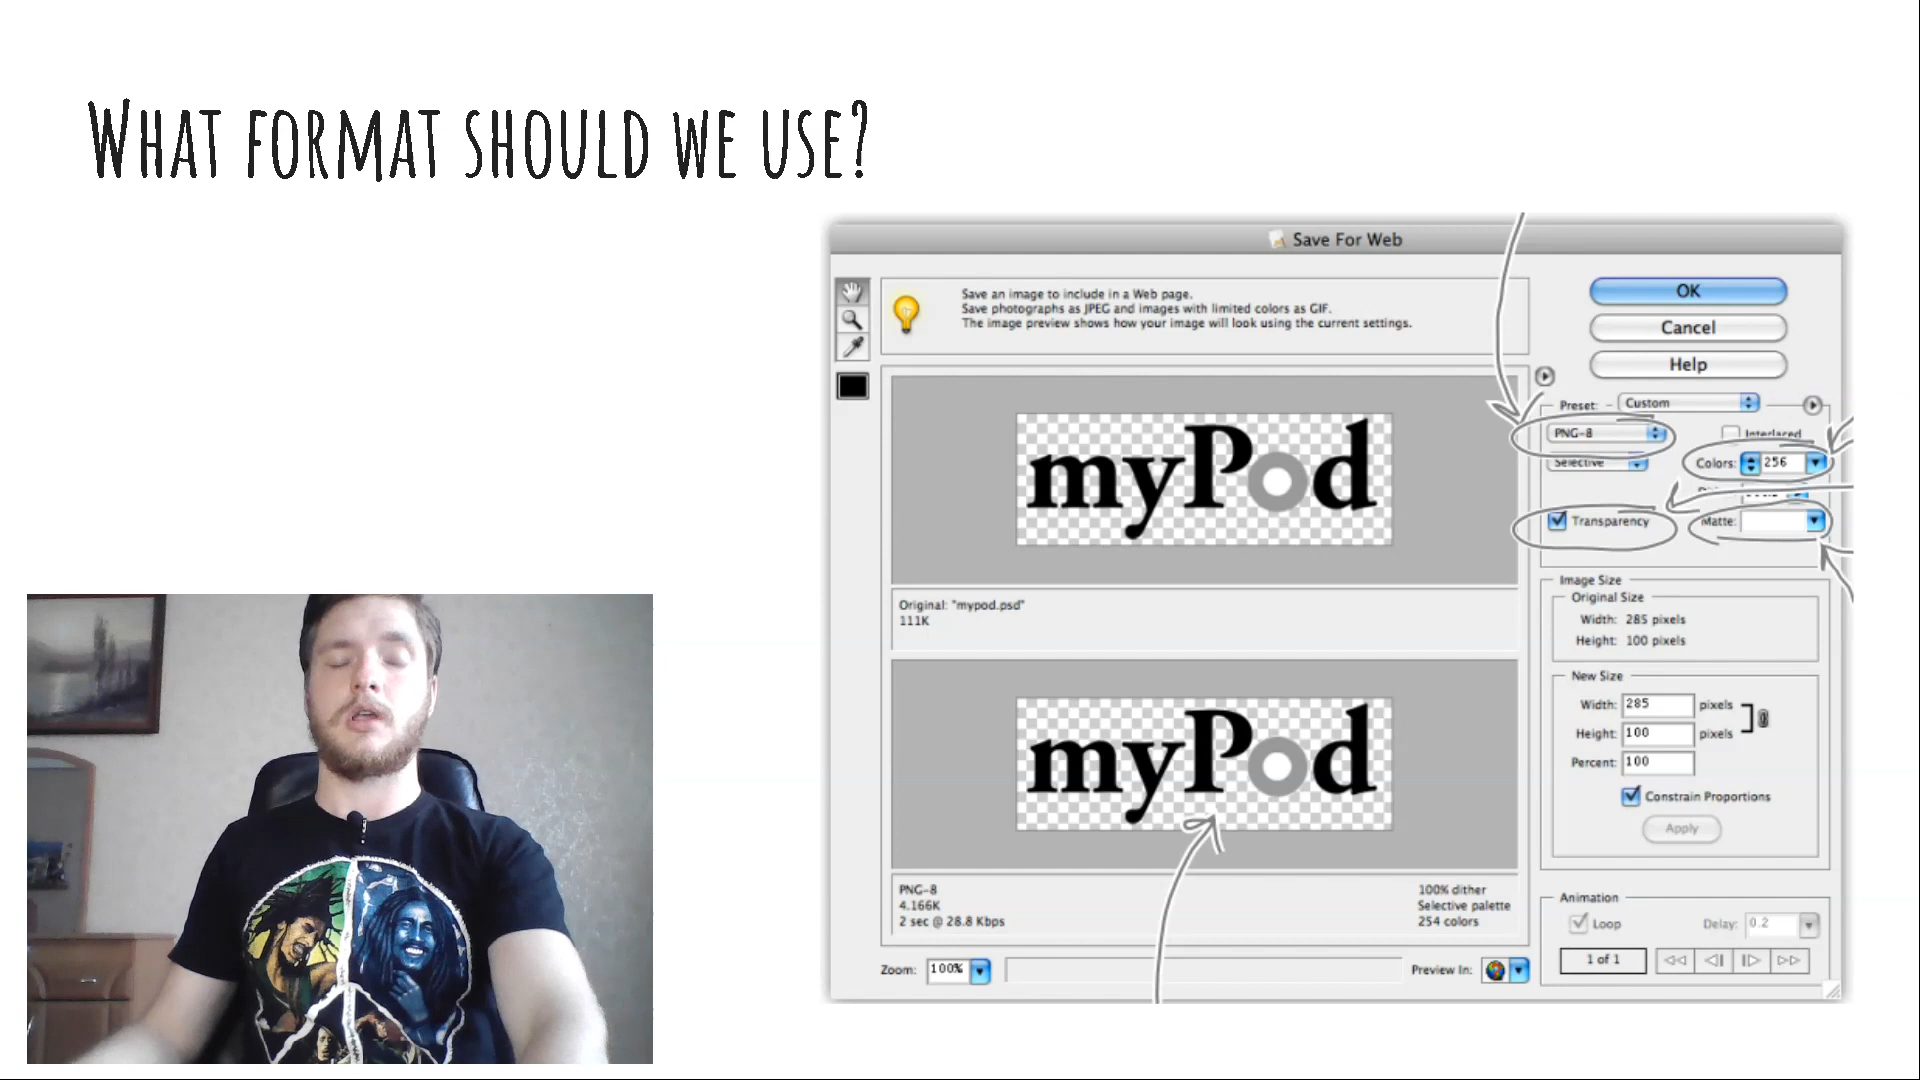 What format should we use?
Save For Web
Save an image to include in a Web page.
Save photographs as JPEG and images with limited colors as GIF.
The image preview shows how your image will look using the current settings.
OK
Cancel
Help
Preset:
Custom
PNG-8
Interlaced
Selective
Colors:
256
Transparency
Matte:
myPod
Original: "mypod.psd"
111K
Image Size
Original Size
Width: 285 pixels
Height: 100 pixels
New Size
Width: 285 pixels
Height: 100 pixels
Percent: 100
Constrain Proportions
Apply
myPod
PNG-8
4.166K
2 sec @ 28.8 Kbps
100% dither
Selective palette
254 colors
Animation
Loop
Delay: 0.2
1 of 1
Zoom: 100%
Preview In: